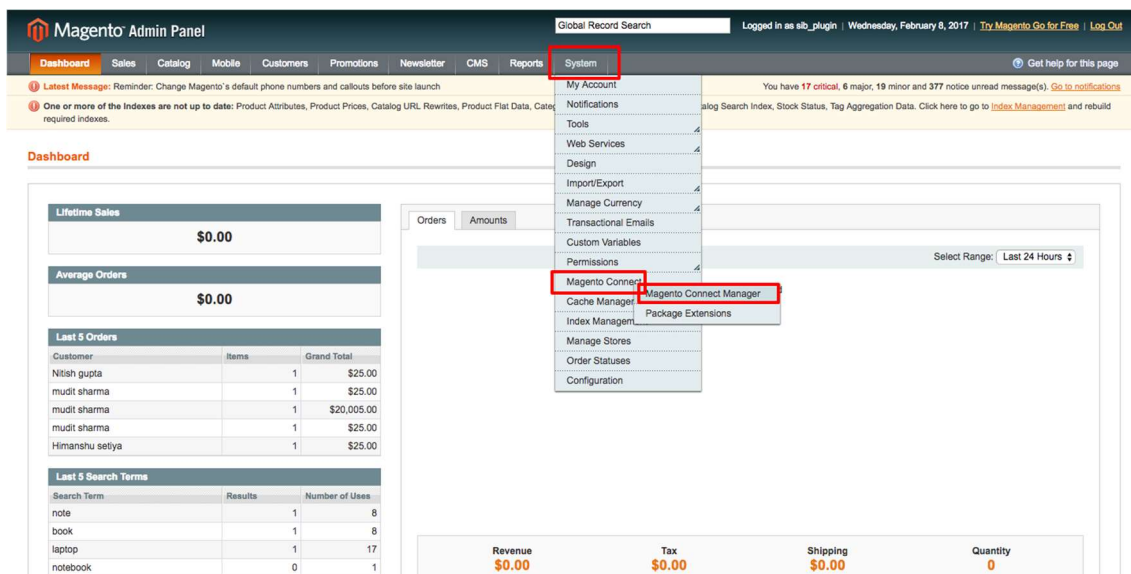 Magento Admin Panel
Global Record Search
Logged in as sib_plugin | Wednesday, February 8, 2017 | Try Magento Go for Free | Log Out
Dashboard Sales Catalog Mobile Customers Promotions Newsletter CMS Reports System
Get help for this page
Latest Message: Reminder: Change Magento`s default phone numbers and callouts before site launch
You have 17 critical, 6 major, 19 minor and 377 notice unread message(s). Go to notifications
One or more of the Indexes are not up to date: Product Attributes, Product Prices, Catalog URL Rewrites, Product Flat Data, Search Index, Stock Status, Tag Aggregation Data. Click here to go to Index Management and rebuild
required indexes.
My Account
Notifications
Tools
Web Services
Design
Import/Export
Manage Currency
Transactional Emails
Custom Variables
Permissions
Magento Connect
Magento Connect Manager
Package Extensions
Cache
Index
Manage Stores
Order Statuses
Configuration
Dashboard
Lifetime Sales
$0.00
Average Orders
$0.00
Last 5 Orders
Customer Items Grand Total
Nitish gupta 1 $25.00
mudit sharma 1 $25.00
mudit sharma 1 $20,005.00
mudit sharma 1 $25.00
Himanshu setiya 1 $25.00
Last 5 Search Terms
Search Term Results Number of Uses
note 1 8
book 1 8
laptop 1 17
notebook 0 1
Orders Amounts
Select Range: Last 24 Hours
Revenue Tax Shipping Quantity
$0.00 $0.00 $0.00 0